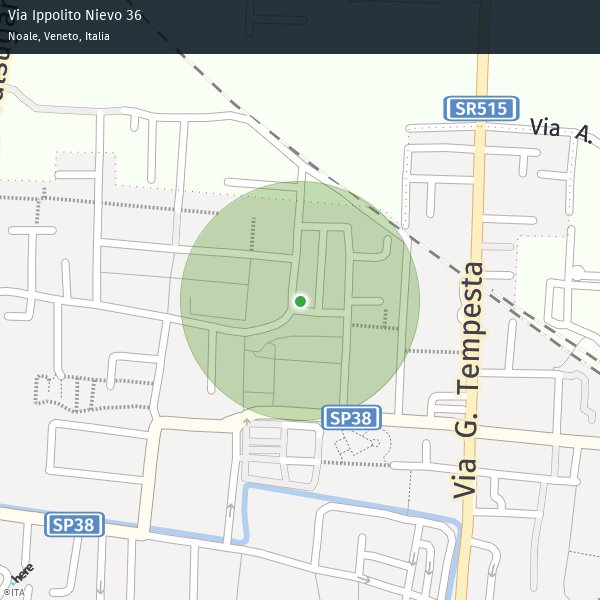 Via Ippolito Nievo 36
Noale, Veneto, Italia
SR515
Via A.
Via G. Tempesta
SP38
SP38
here
©ITA